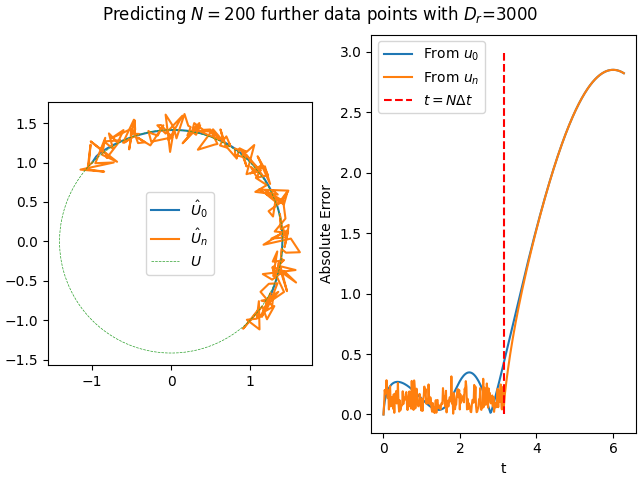 Predicting N = 200 further data points with D_r=3000
1.5
1.0
0.5
0.0
−0.5
−1.0
−1.5
−1
0
1
Û_0
Û_n
U
Absolute Error
3.0
2.5
2.0
1.5
1.0
0.5
0.0
0
2
4
6
t
From u_0
From u_n
t = NΔt